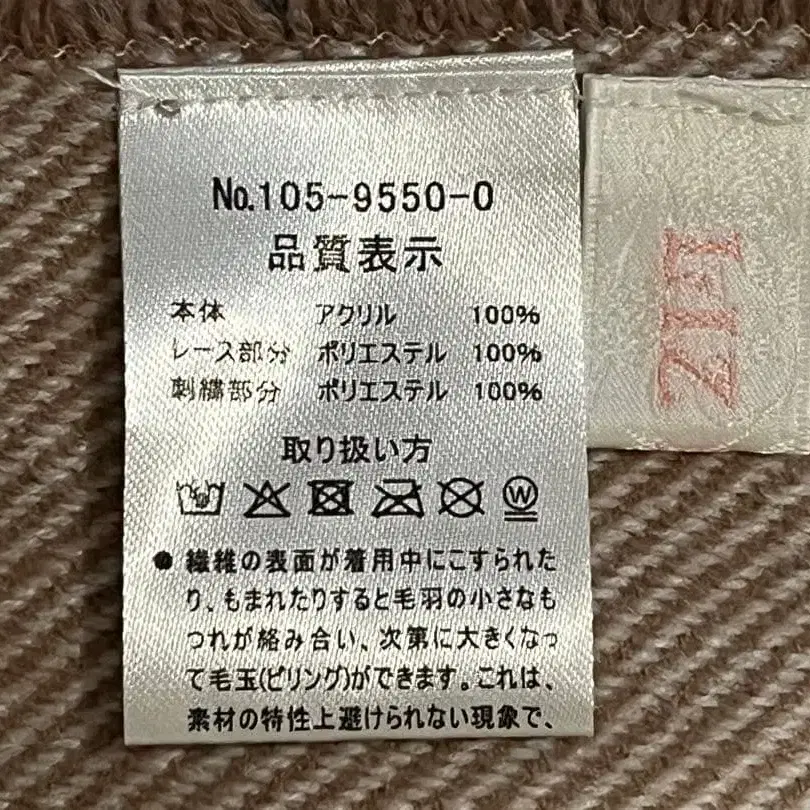 No.105-9550-0
品質表示
本体 アクリル 100%
レース部分 ポリエステル 100%
刺繍部分 ポリエステル 100%
取り扱い方
W
● 繊維の表面が着用中にこすられた
り、もまれたりすると毛羽の小さなも
つれが絡み合い、次第に大きくなっ
て毛玉(ピリング)ができます。これは、
素材の特性上避けられない現象で、
LIZ